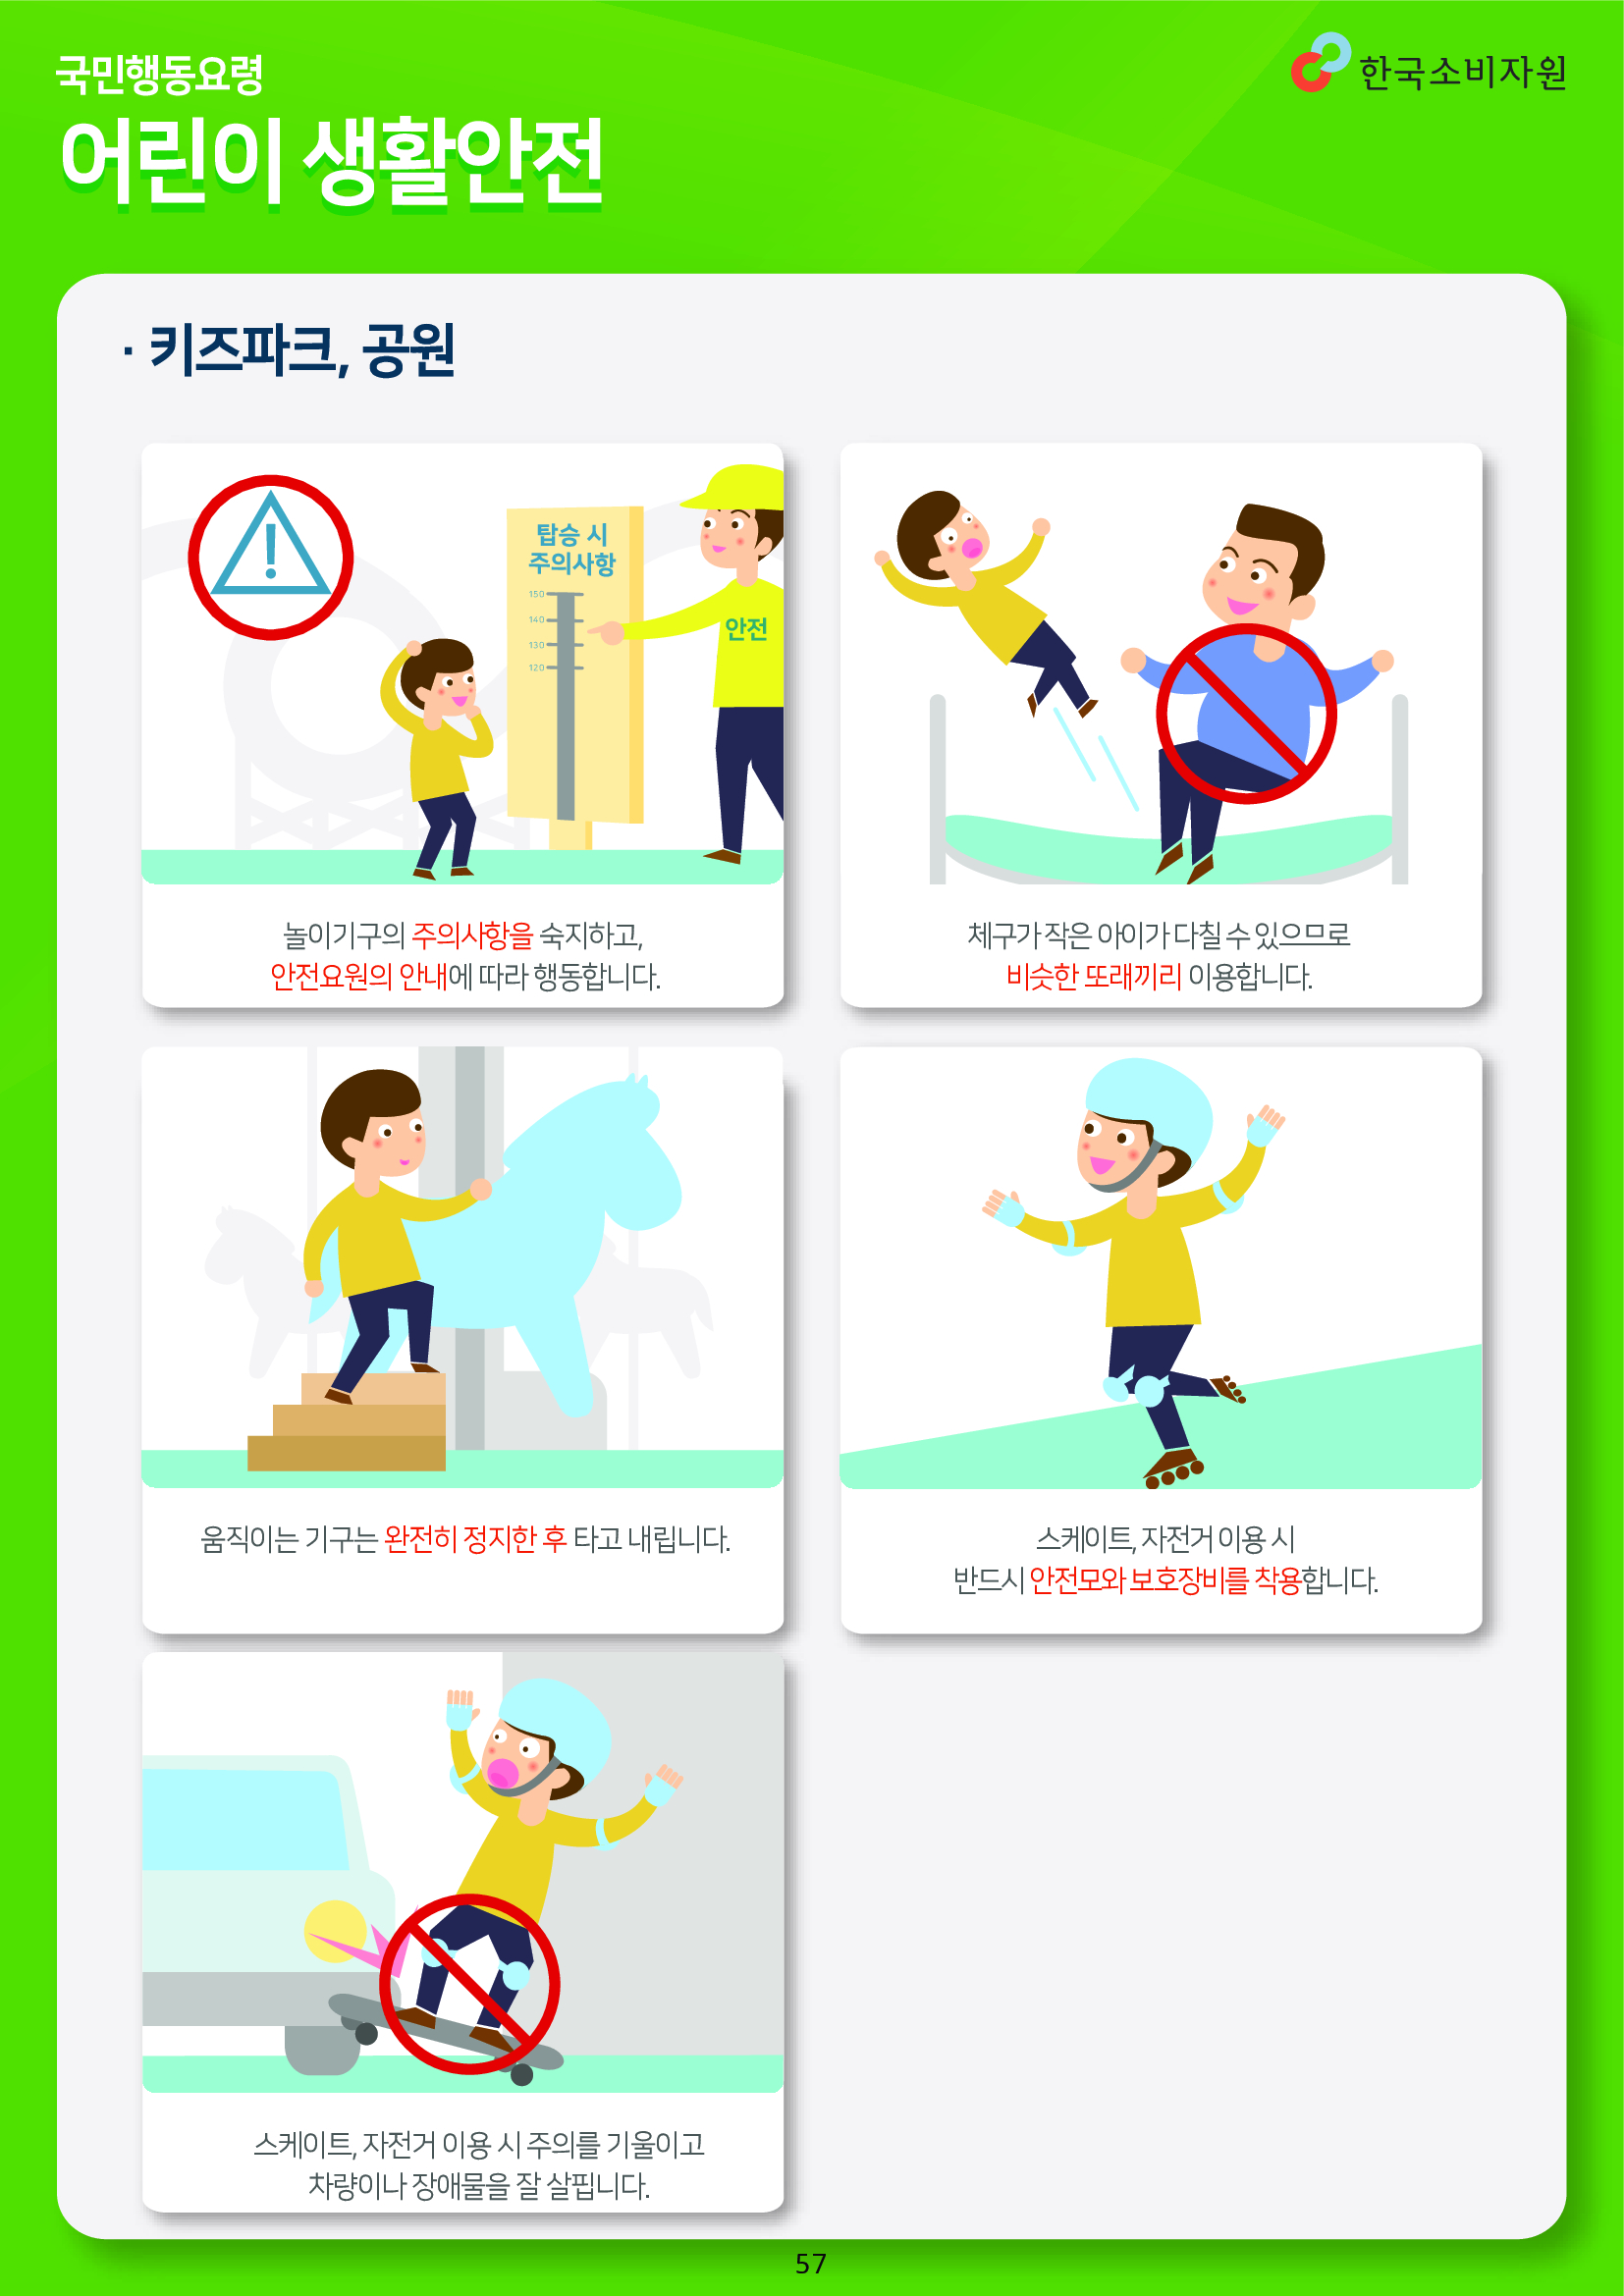 국민행동요령
한국소비자원
어린이 생활안전
· 키즈파크, 공원
탑승 시
주의사항
150
140
130
120
안전
놀이기구의 주의사항을 숙지하고,
안전요원의 안내에 따라 행동합니다.
체구가 작은 아이가 다칠 수 있으므로
비슷한 또래끼리 이용합니다.
움직이는 기구는 완전히 정지한 후 타고 내립니다.
스케이트, 자전거 이용 시
반드시 안전모와 보호장비를 착용합니다.
스케이트, 자전거 이용 시 주의를 기울이고
차량이나 장애물을 잘 살핍니다.
57